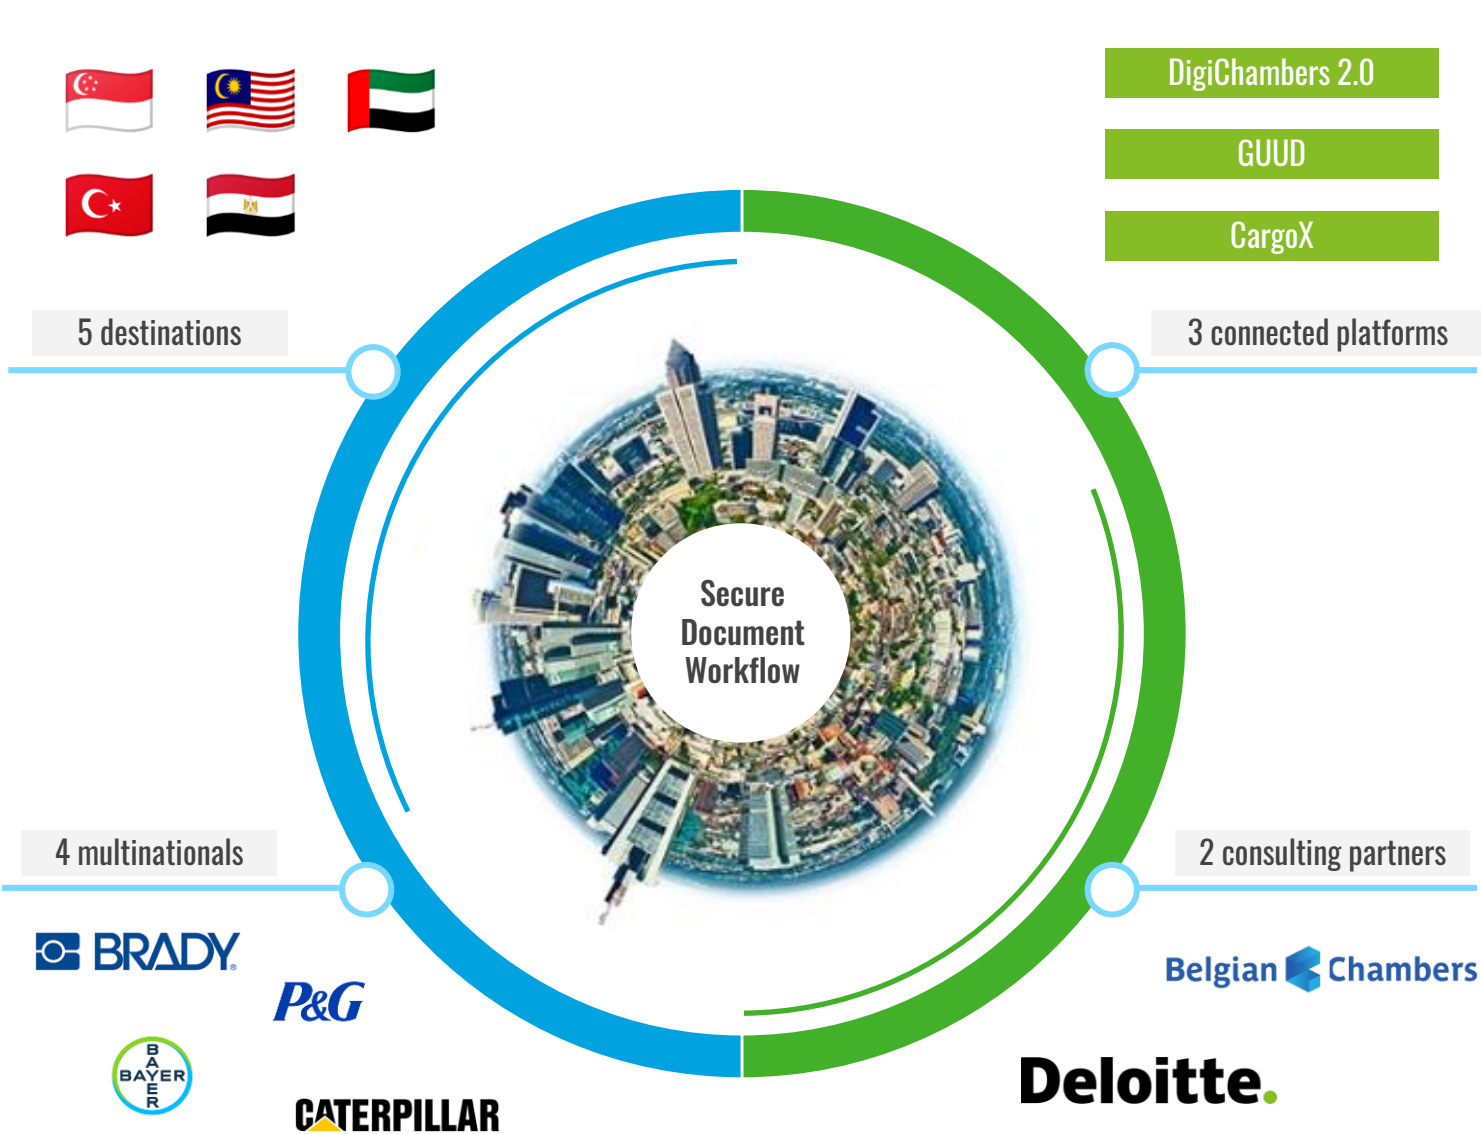 DigiChambers 2.0
GUUD
CargoX
5 destinations
3 connected platforms
Secure
Document
Workflow
4 multinationals
2 consulting partners
BRADY
P&G
BAYER
BAYER
CATERPILLAR
Belgian Chambers
Deloitte.